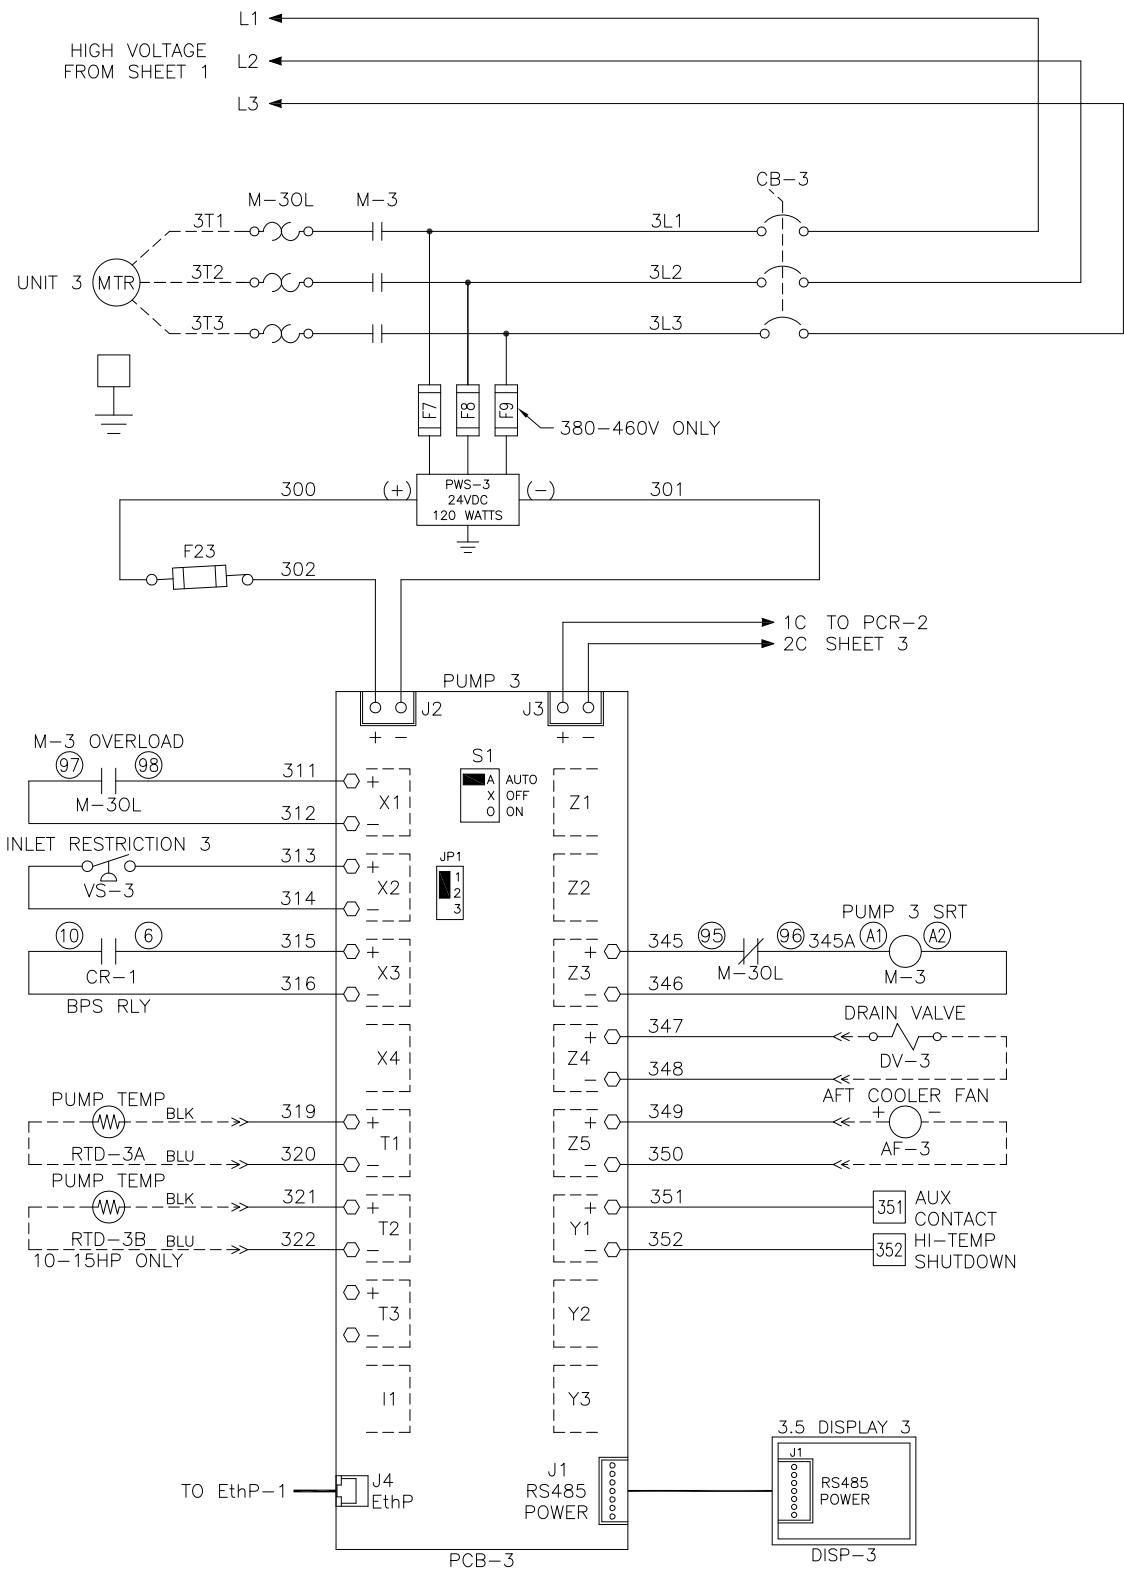 L1
HIGH VOLTAGE
FROM SHEET 1
L2
L3
CB-3
M-3OL
M-3
3T1
3L1
UNIT 3
MTR
3T2
3L2
3T3
3L3
F7
F8
F9
380-460V ONLY
300
(+)
PWS-3
24VDC
120 WATTS
(-)
301
F23
302
1C TO PCR-2
2C SHEET 3
PUMP 3
J2
J3
+ -
+ -
M-3 OVERLOAD
97
98
311
M-3OL
312
+
X1
-
S1
A AUTO
X OFF
O ON
Z1
INLET RESTRICTION 3
313
VS-3
314
+
X2
-
JP1
1
2
3
Z2
10
6
315
CR-1
316
BPS RLY
+
X3
-
+
Z3
-
PUMP 3 SRT
345
95
96
345A
A1
A2
M-3OL
M-3
346
X4
+
Z4
-
347
DRAIN VALVE
DV-3
348
PUMP TEMP
BLK
319
RTD-3A
BLU
320
+
T1
-
+
Z5
-
AFT COOLER FAN
349
+
-
AF-3
350
PUMP TEMP
BLK
321
RTD-3B
BLU
322
10-15HP ONLY
+
T2
-
+
Y1
-
351
351
AUX
CONTACT
352
352
HI-TEMP
SHUTDOWN
+
T3
-
Y2
I1
Y3
TO EthP-1
J4
EthP
J1
RS485
POWER
3.5 DISPLAY 3
J1
RS485
POWER
DISP-3
PCB-3